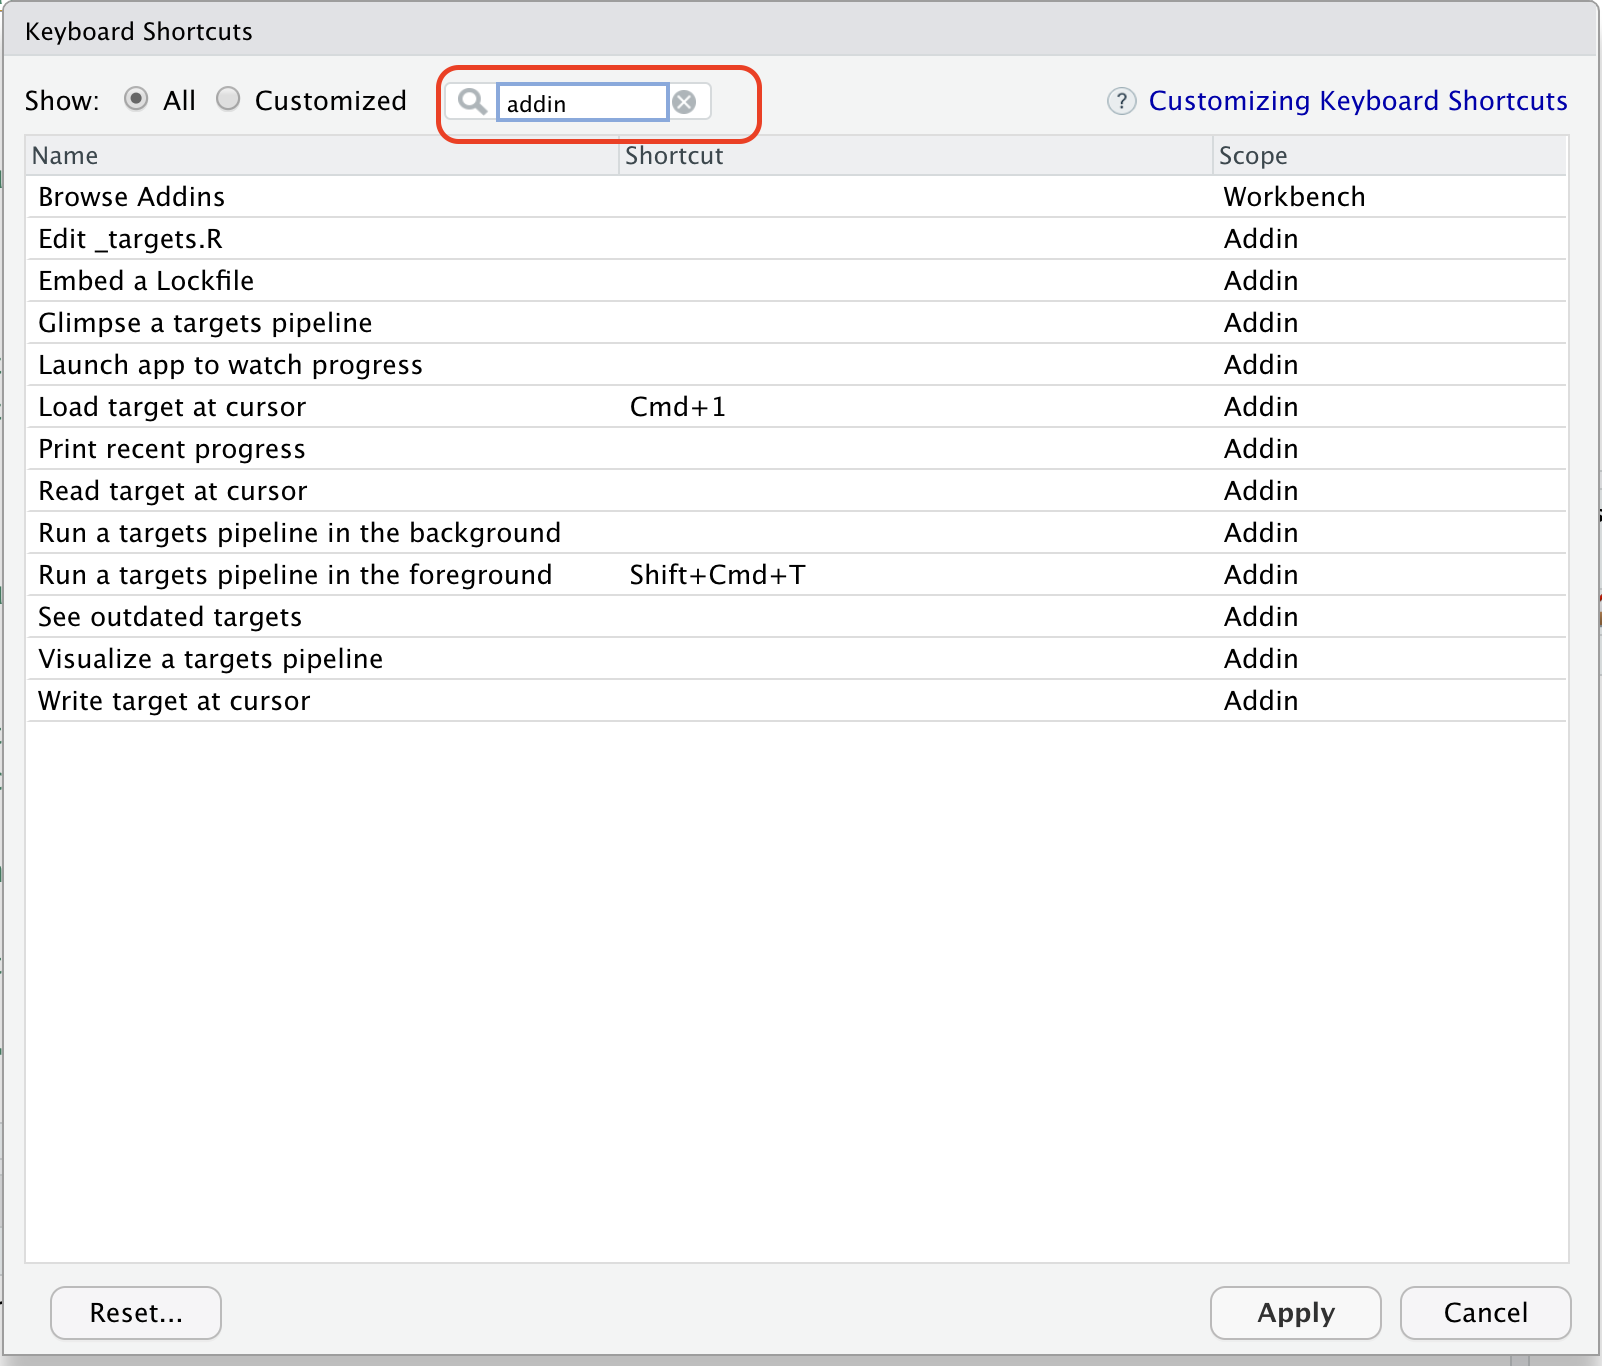 Keyboard Shortcuts
Show: All Customized addin ? Customizing Keyboard Shortcuts
Name Shortcut Scope
Browse Addins Workbench
Edit _targets.R Addin
Embed a Lockfile Addin
Glimpse a targets pipeline Addin
Launch app to watch progress Addin
Load target at cursor Cmd+1 Addin
Print recent progress Addin
Read target at cursor Addin
Run a targets pipeline in the background Addin
Run a targets pipeline in the foreground Shift+Cmd+T Addin
See outdated targets Addin
Visualize a targets pipeline Addin
Write target at cursor Addin
Reset... Apply Cancel